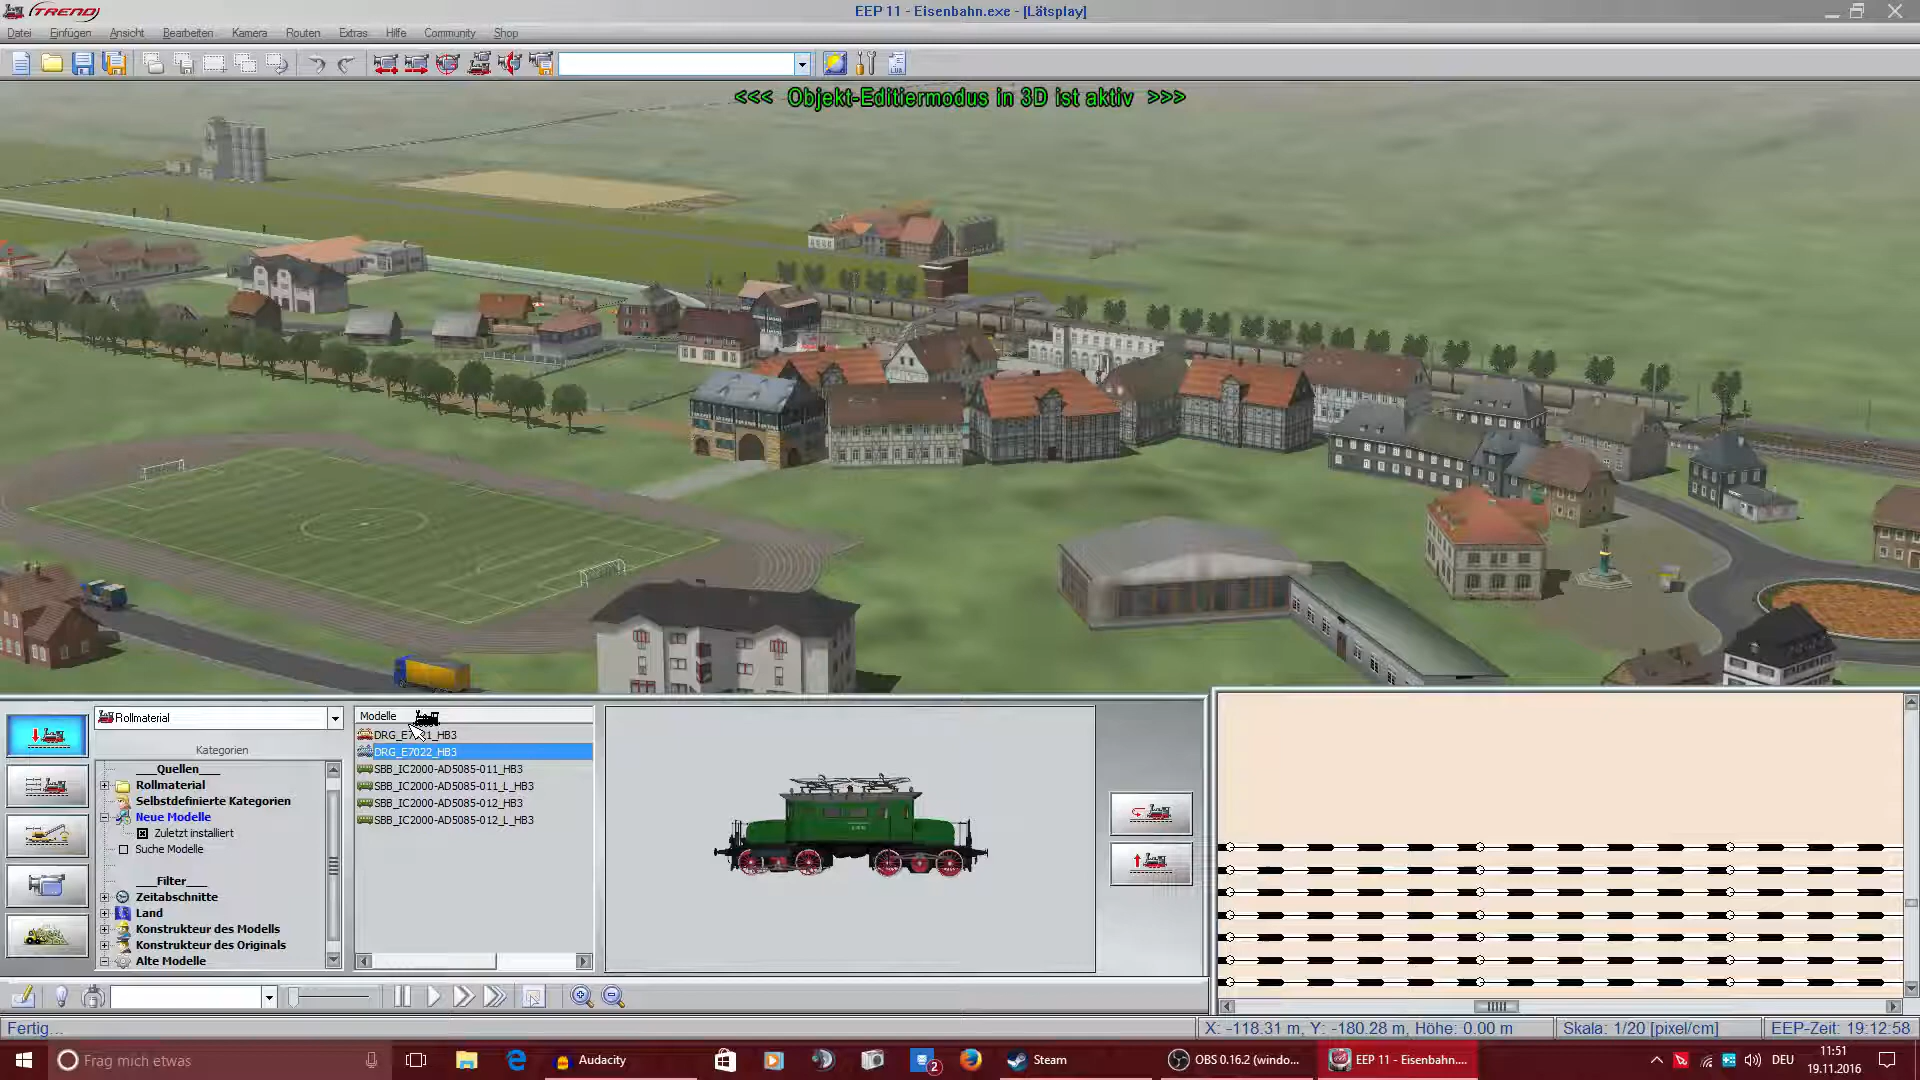 TREND
EEP 11 - Eisenbahn.exe - [Lätsplay]
Datei Einfügen Ansicht Bearbeiten Kamera Routen Extras Hilfe Community Shop
<<< Objekt-Editiermodus in 3D ist aktiv >>>
Rollmaterial
Kategorien
___Quellen___
Rollmaterial
Selbstdefinierte Kategorien
Neue Modelle
Zuletzt installiert
Suche Modelle
___Filter___
Zeitabschnitte
Land
Konstrukteur des Modells
Konstrukteur des Originals
Alte Modelle
Modelle
DRG_E7021_HB3
DRG_E7022_HB3
SBB_IC2000-AD5085-011_HB3
SBB_IC2000-AD5085-011_L_HB3
SBB_IC2000-AD5085-012_HB3
SBB_IC2000-AD5085-012_L_HB3
Fertig...
X: -118.31 m, Y: -180.28 m, Höhe: 0.00 m
Skala: 1/20 [pixel/cm]
EEP-Zeit: 19:12:58
Frag mich etwas
Audacity
2
Steam
OBS 0.16.2 (windo...
EEP 11 - Eisenbahn....
DEU
11:51
19.11.2016